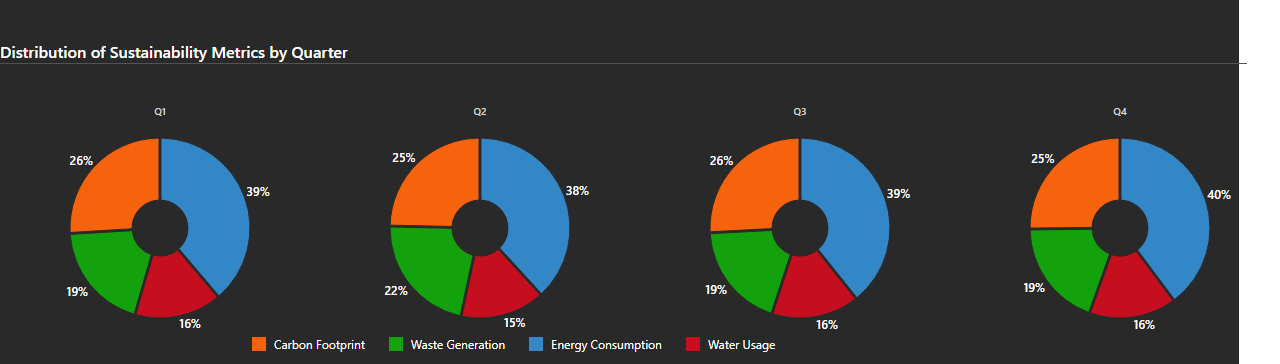 Distribution of Sustainability Metrics by Quarter
Q1
26%
39%
19%
16%
Q2
25%
38%
22%
15%
Q3
26%
39%
19%
16%
Q4
25%
40%
19%
16%
Carbon Footprint
Waste Generation
Energy Consumption
Water Usage